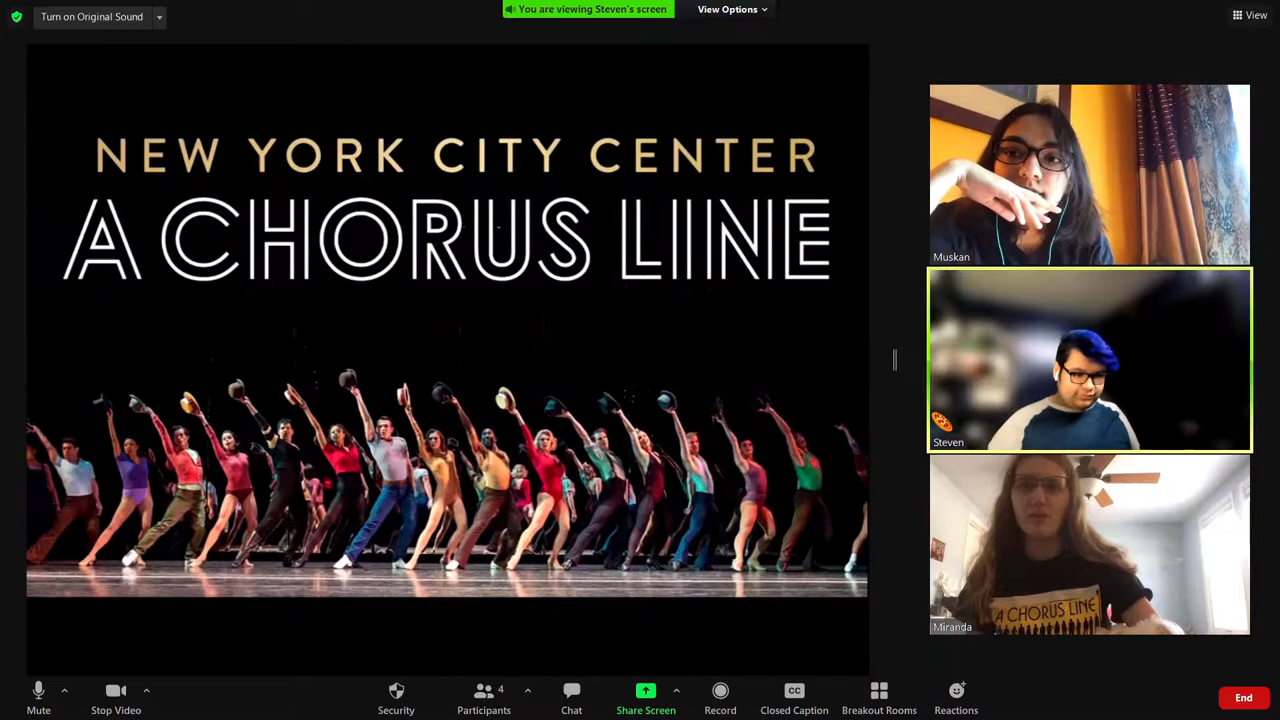 Turn on Original Sound
You are viewing Steven's screen
View Options
View
NEW YORK CITY CENTER
A CHORUS LINE
Muskan
Steven
A CHORUS LINE
Miranda
Mute
Stop Video
Security
Participants
4
Chat
Share Screen
Record
CC
Closed Caption
Breakout Rooms
Reactions
End